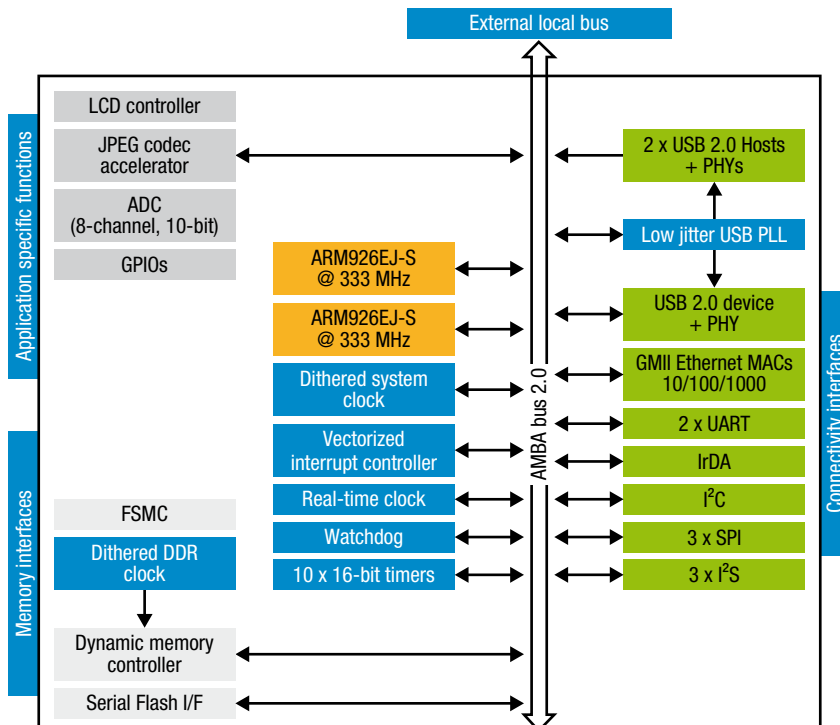 External local bus
Application specific functions
LCD controller
JPEG codec
accelerator
ADC
(8-channel, 10-bit)
GPIOs
ARM926EJ-S
@ 333 MHz
ARM926EJ-S
@ 333 MHz
Dithered system
clock
Vectorized
interrupt controller
Real-time clock
Watchdog
10 x 16-bit timers
Memory interfaces
FSMC
Dithered DDR
clock
Dynamic memory
controller
Serial Flash I/F
AMBA bus 2.0
2 x USB 2.0 Hosts
+ PHYs
Low jitter USB PLL
USB 2.0 device
+ PHY
GMII Ethernet MACs
10/100/1000
2 x UART
IrDA
I²C
3 x SPI
3 x I²S
Connectivity interfaces